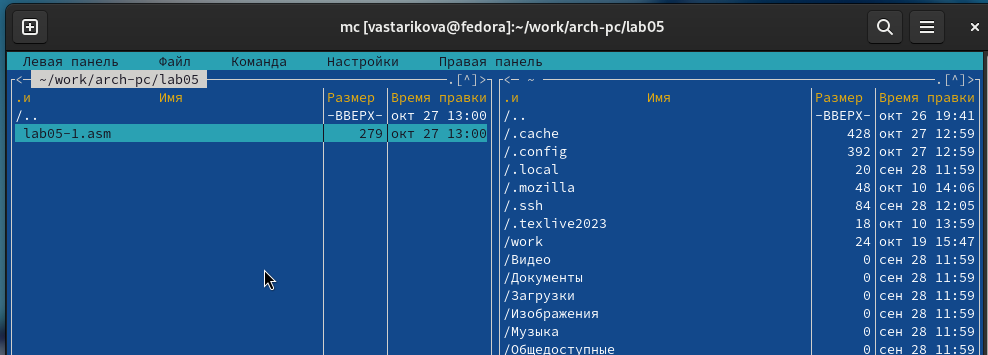 mc [vastarikova@fedora]:~/work/arch-pc/lab05
Левая панель Файл Команда Настройки Правая панель
<— ~/work/arch-pc/lab05 .[^]>
.и Имя Размер Время правки
/.. -ВВЕРХ- окт 27 13:00
lab05-1.asm 279 окт 27 13:00
<— ~ .[^]>
.и Имя Размер Время правки
/.. -ВВЕРХ- окт 26 19:41
/.cache 428 окт 27 12:59
/.config 392 окт 27 12:59
/.local 20 сен 28 11:59
/.mozilla 48 окт 10 14:06
/.ssh 84 сен 28 12:05
/.texlive2023 18 окт 10 13:59
/work 24 окт 19 15:47
/Видео 0 сен 28 11:59
/Документы 0 сен 28 11:59
/Загрузки 0 сен 28 11:59
/Изображения 0 сен 28 11:59
/Музыка 0 сен 28 11:59
/Общедоступные 0 сен 28 11:59